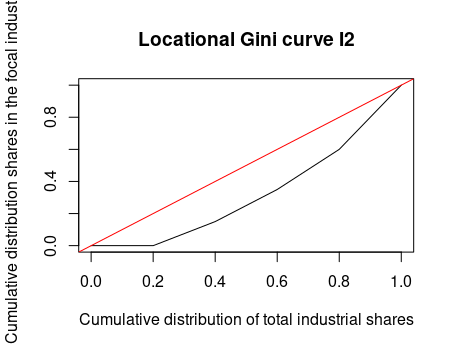 Locational Gini curve I2
Cumulative distribution shares in the focal indust
0.8
0.4
0.0
0.0 0.2 0.4 0.6 0.8 1.0
Cumulative distribution of total industrial shares